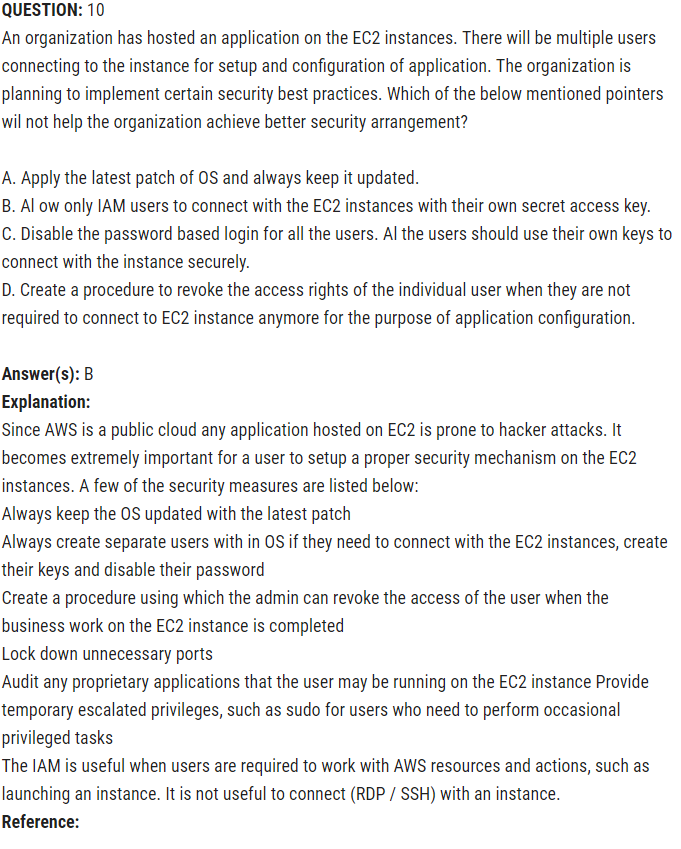 QUESTION: 10
An organization has hosted an application on the EC2 instances. There will be multiple users
connecting to the instance for setup and configuration of application. The organization is
planning to implement certain security best practices. Which of the below mentioned pointers
wil not help the organization achieve better security arrangement?
A. Apply the latest patch of OS and always keep it updated.
B. Al ow only IAM users to connect with the EC2 instances with their own secret access key.
C. Disable the password based login for all the users. Al the users should use their own keys to
connect with the instance securely.
D. Create a procedure to revoke the access rights of the individual user when they are not
required to connect to EC2 instance anymore for the purpose of application configuration.
Answer(s): B
Explanation:
Since AWS is a public cloud any application hosted on EC2 is prone to hacker attacks. It
becomes extremely important for a user to setup a proper security mechanism on the EC2
instances. A few of the security measures are listed below:
Always keep the OS updated with the latest patch
Always create separate users with in OS if they need to connect with the EC2 instances, create
their keys and disable their password
Create a procedure using which the admin can revoke the access of the user when the
business work on the EC2 instance is completed
Lock down unnecessary ports
Audit any proprietary applications that the user may be running on the EC2 instance Provide
temporary escalated privileges, such as sudo for users who need to perform occasional
privileged tasks
The IAM is useful when users are required to work with AWS resources and actions, such as
launching an instance. It is not useful to connect (RDP / SSH) with an instance.
Reference: